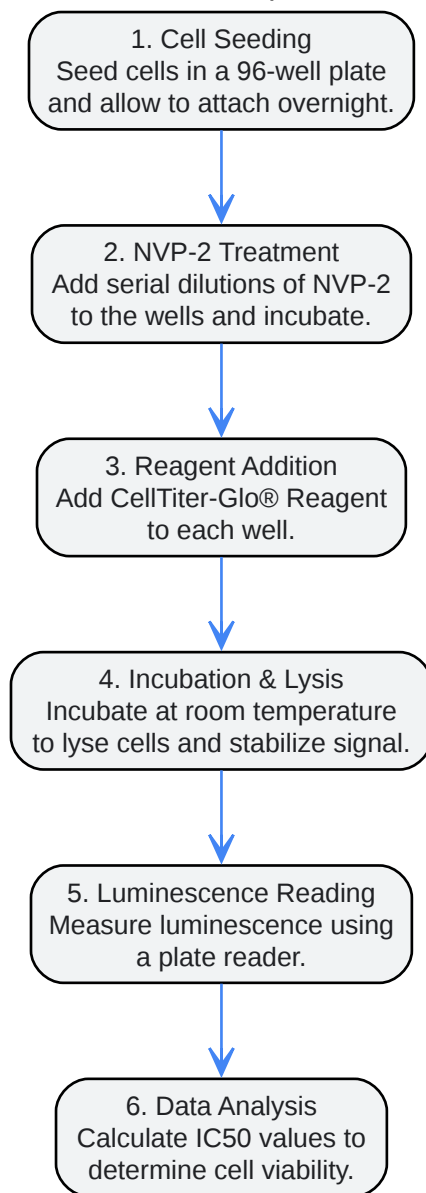 1. Cell Seeding
Seed cells in a 96-well plate
and allow to attach overnight.
2. NVP-2 Treatment
Add serial dilutions of NVP-2
to the wells and incubate.
3. Reagent Addition
Add CellTiter-Glo® Reagent
to each well.
4. Incubation & Lysis
Incubate at room temperature
to lyse cells and stabilize signal.
5. Luminescence Reading
Measure luminescence using
a plate reader.
6. Data Analysis
Calculate IC50 values to
determine cell viability.